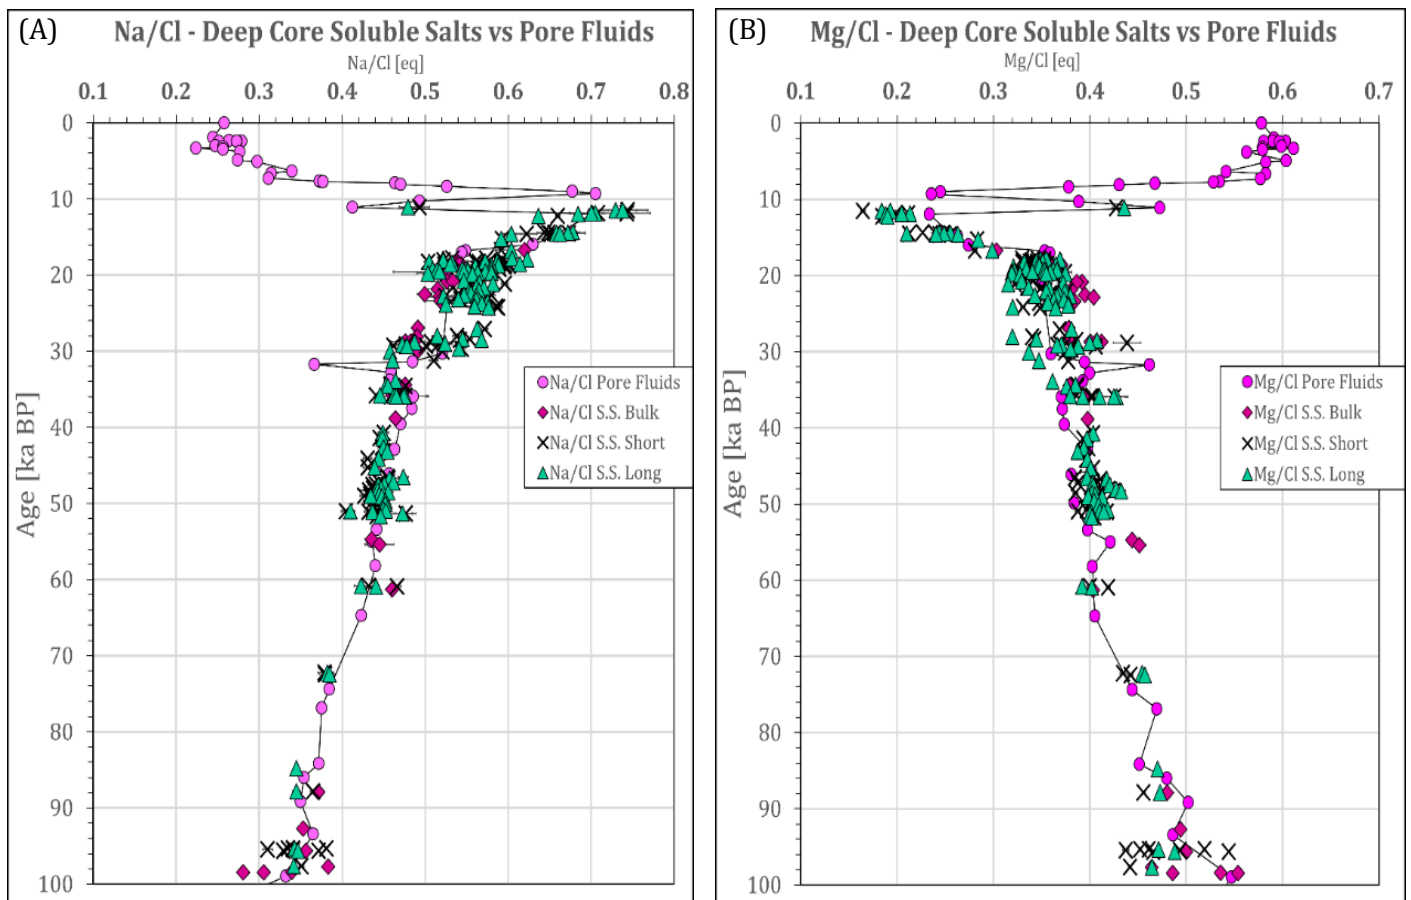 (A) Na/Cl - Deep Core Soluble Salts vs Pore Fluids
Na/Cl [eq]
0.1 0.2 0.3 0.4 0.5 0.6 0.7 0.8
0
10
20
30
40
50
60
70
80
90
100
Age [ka BP]
Na/Cl Pore Fluids
Na/Cl S.S. Bulk
Na/Cl S.S. Short
Na/Cl S.S. Long
(B) Mg/Cl - Deep Core Soluble Salts vs Pore Fluids
Mg/Cl [eq]
0.1 0.2 0.3 0.4 0.5 0.6 0.7
0
10
20
30
40
50
60
70
80
90
100
Age [ka BP]
Mg/Cl Pore Fluids
Mg/Cl S.S. Bulk
Mg/Cl S.S. Short
Mg/Cl S.S. Long